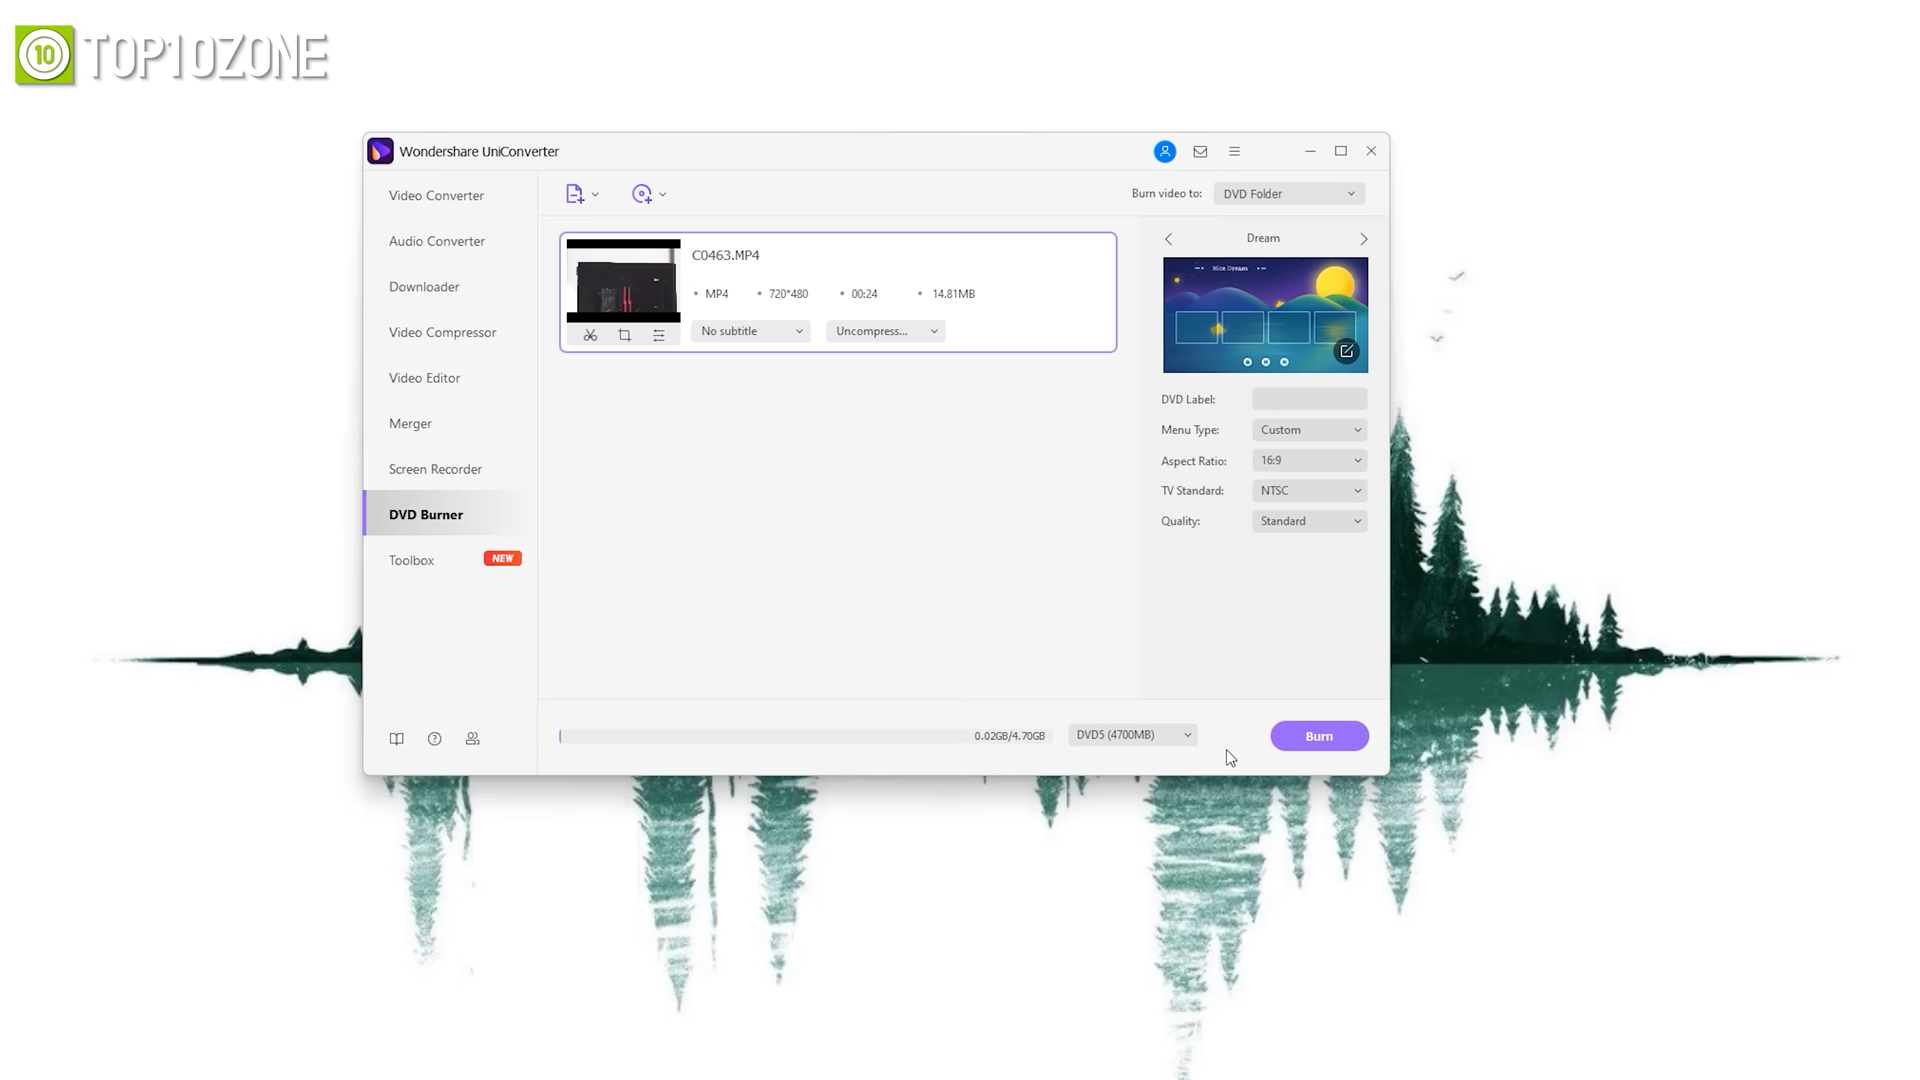 10 TOP10ZONE
Wondershare UniConverter
Video Converter
Audio Converter
Downloader
Video Compressor
Video Editor
Merger
Screen Recorder
DVD Burner
Toolbox NEW
Burn video to: DVD Folder
C0463.MP4
MP4 720*480 00:24 14.81MB
No subtitle Uncompress...
Dream
Nice Dream
DVD Label:
Menu Type: Custom
Aspect Ratio: 16:9
TV Standard: NTSC
Quality: Standard
0.02GB/4.70GB DVD5 (4700MB) Burn